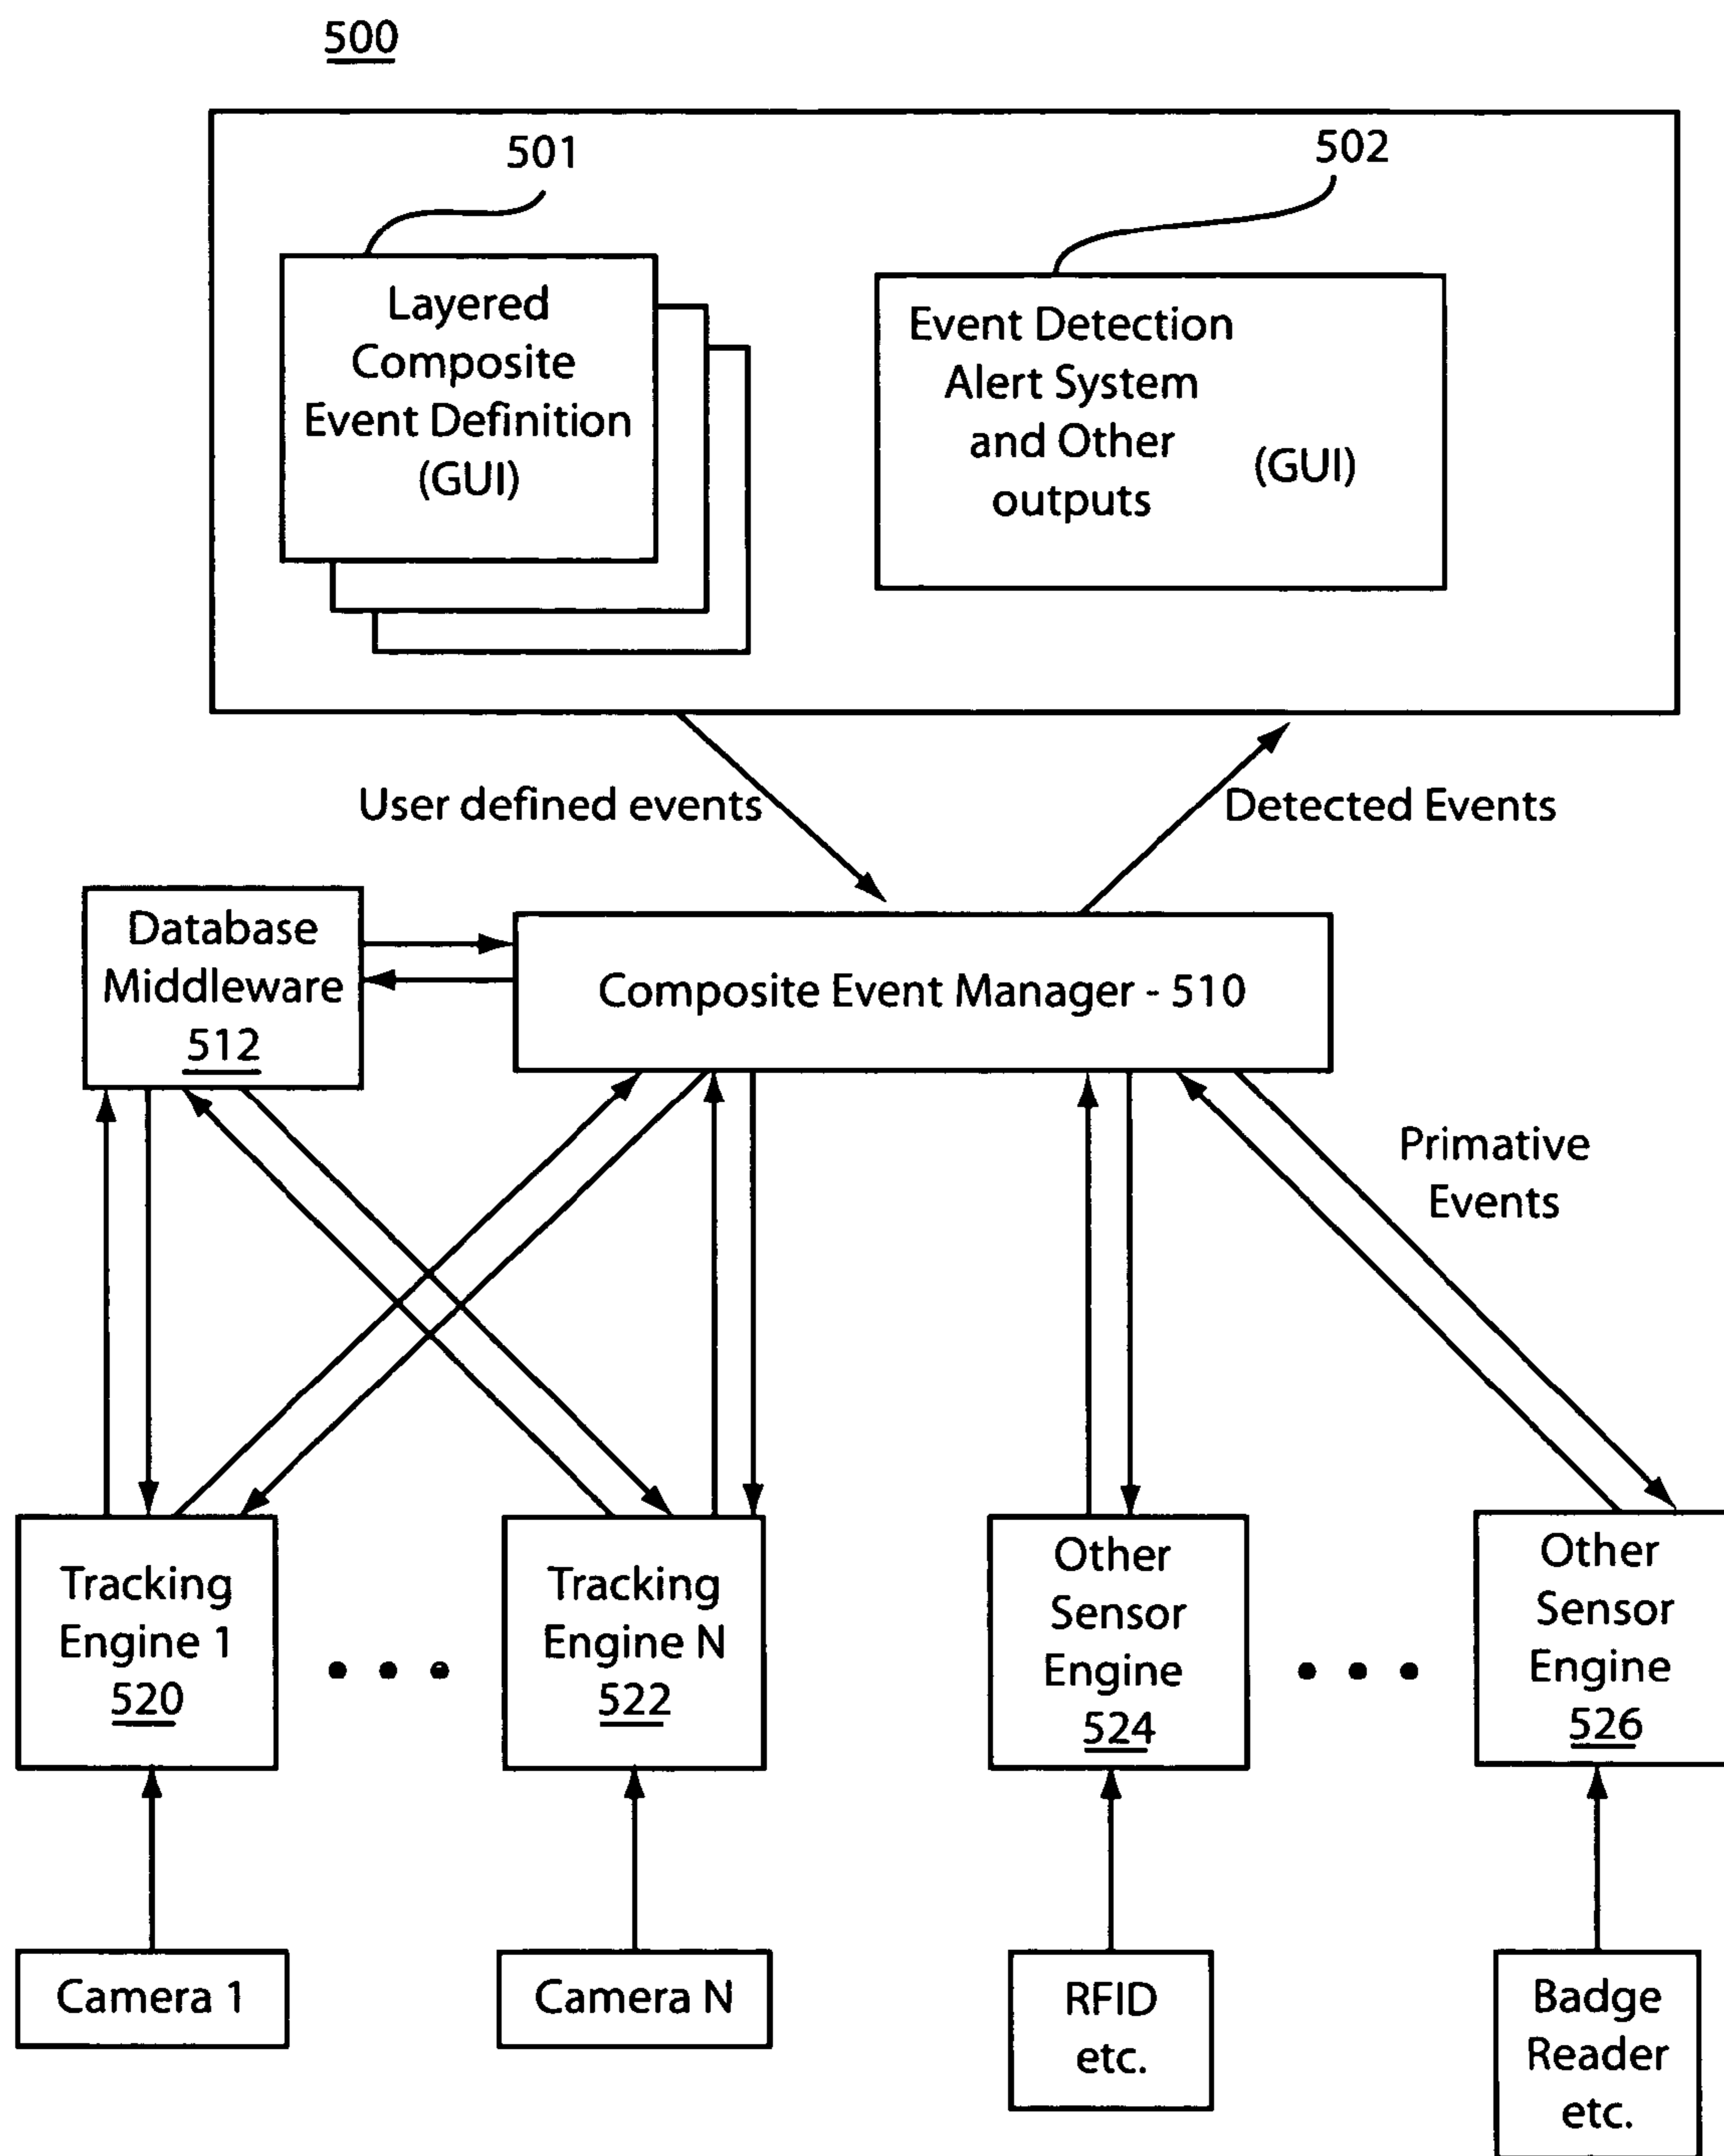 500
501
502
Layered
Composite
Event Definition
(GUI)
Event Detection
Alert System
and Other
outputs
(GUI)
User defined events
Detected Events
Database
Middleware
512
Composite Event Manager - 510
Primative
Events
Tracking
Engine 1
520
Tracking
Engine N
522
Other
Sensor
Engine
524
Other
Sensor
Engine
526
Camera 1
Camera N
RFID
etc.
Badge
Reader
etc.